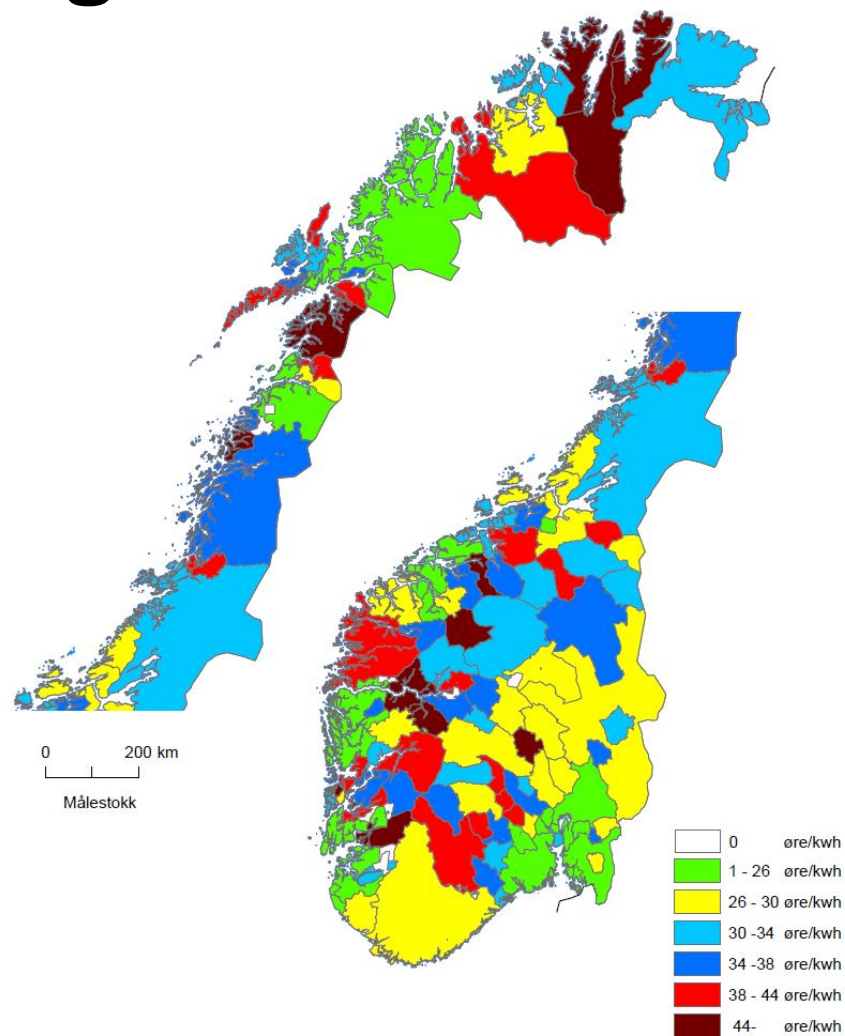 0 200 km
Målestokk
0 øre/kwh
1 - 26 øre/kwh
26 - 30 øre/kwh
30 -34 øre/kwh
34 -38 øre/kwh
38 - 44 øre/kwh
44- øre/kwh